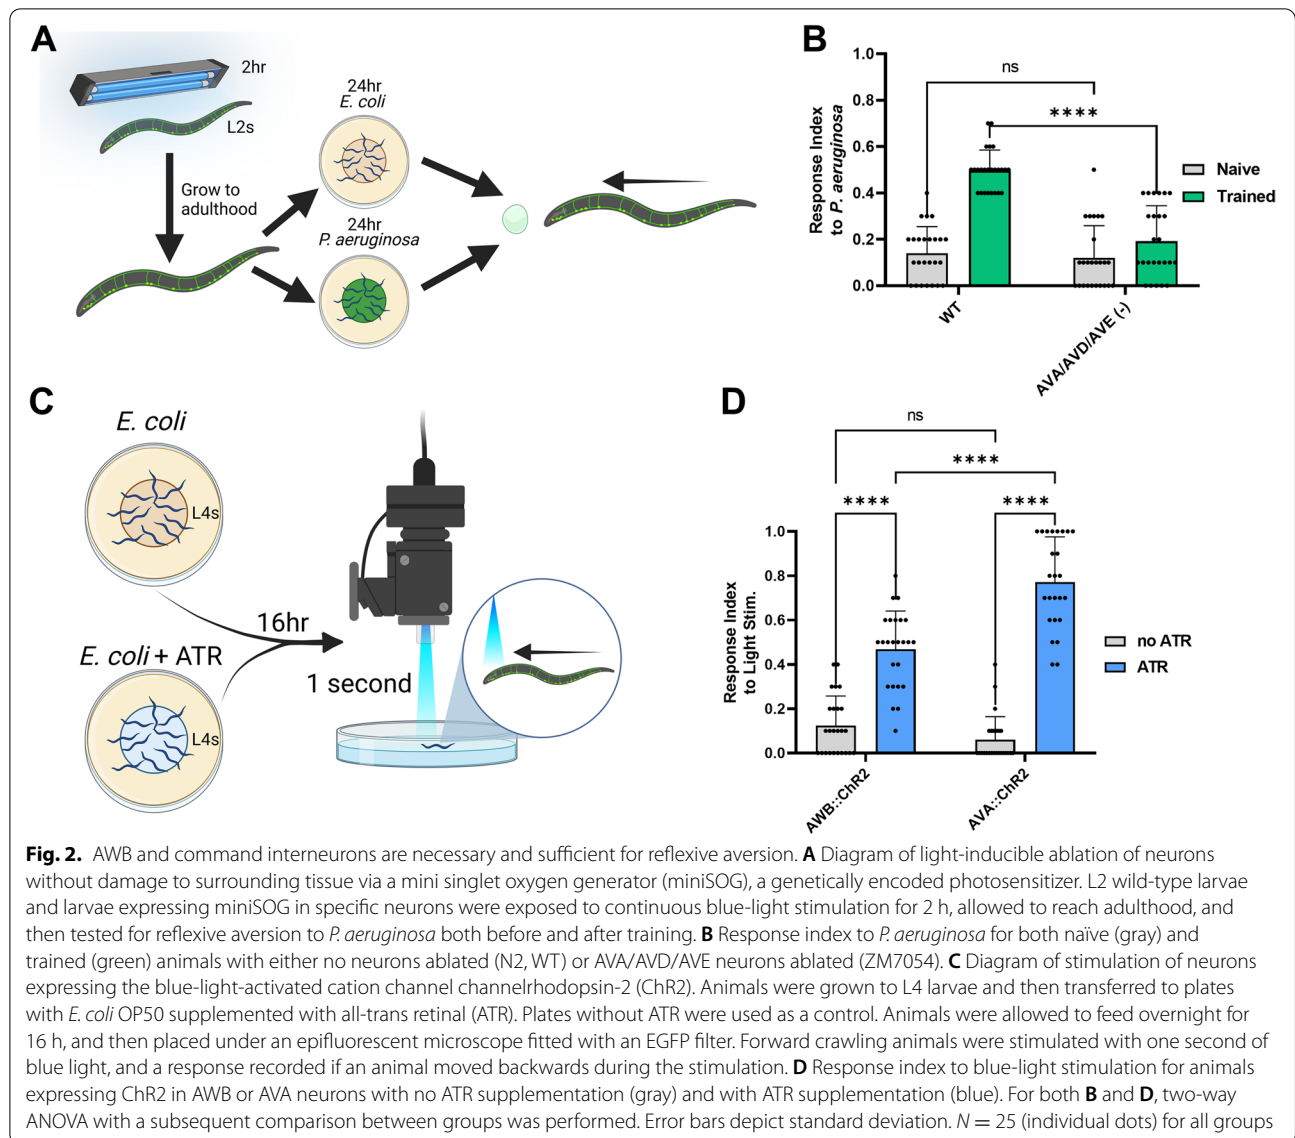 A
2hr
L2s
Grow to
adulthood
24hr
E. coli
24hr
P. aeruginosa
B
Response Index
to P. aeruginosa
1.0
0.8
0.6
0.4
0.2
0.0
ns
****
WT
AVA/AVD/AVE (-)
Naive
Trained
C
E. coli
L4s
16hr
E. coli + ATR
L4s
1 second
D
Response Index
to Light Stim.
1.0
0.8
0.6
0.4
0.2
0.0
ns
****
****
****
AWB::ChR2
AVA::ChR2
no ATR
ATR
Fig. 2. AWB and command interneurons are necessary and sufficient for reflexive aversion. A Diagram of light-inducible ablation of neurons
without damage to surrounding tissue via a mini singlet oxygen generator (miniSOG), a genetically encoded photosensitizer. L2 wild-type larvae
and larvae expressing miniSOG in specific neurons were exposed to continuous blue-light stimulation for 2 h, allowed to reach adulthood, and
then tested for reflexive aversion to P. aeruginosa both before and after training. B Response index to P. aeruginosa for both naïve (gray) and
trained (green) animals with either no neurons ablated (N2, WT) or AVA/AVD/AVE neurons ablated (ZM7054). C Diagram of stimulation of neurons
expressing the blue-light-activated cation channel channelrhodopsin-2 (ChR2). Animals were grown to L4 larvae and then transferred to plates
with E. coli OP50 supplemented with all-trans retinal (ATR). Plates without ATR were used as a control. Animals were allowed to feed overnight for
16 h, and then placed under an epifluorescent microscope fitted with an EGFP filter. Forward crawling animals were stimulated with one second of
blue light, and a response recorded if an animal moved backwards during the stimulation. D Response index to blue-light stimulation for animals
expressing ChR2 in AWB or AVA neurons with no ATR supplementation (gray) and with ATR supplementation (blue). For both B and D, two-way
ANOVA with a subsequent comparison between groups was performed. Error bars depict standard deviation. N = 25 (individual dots) for all groups